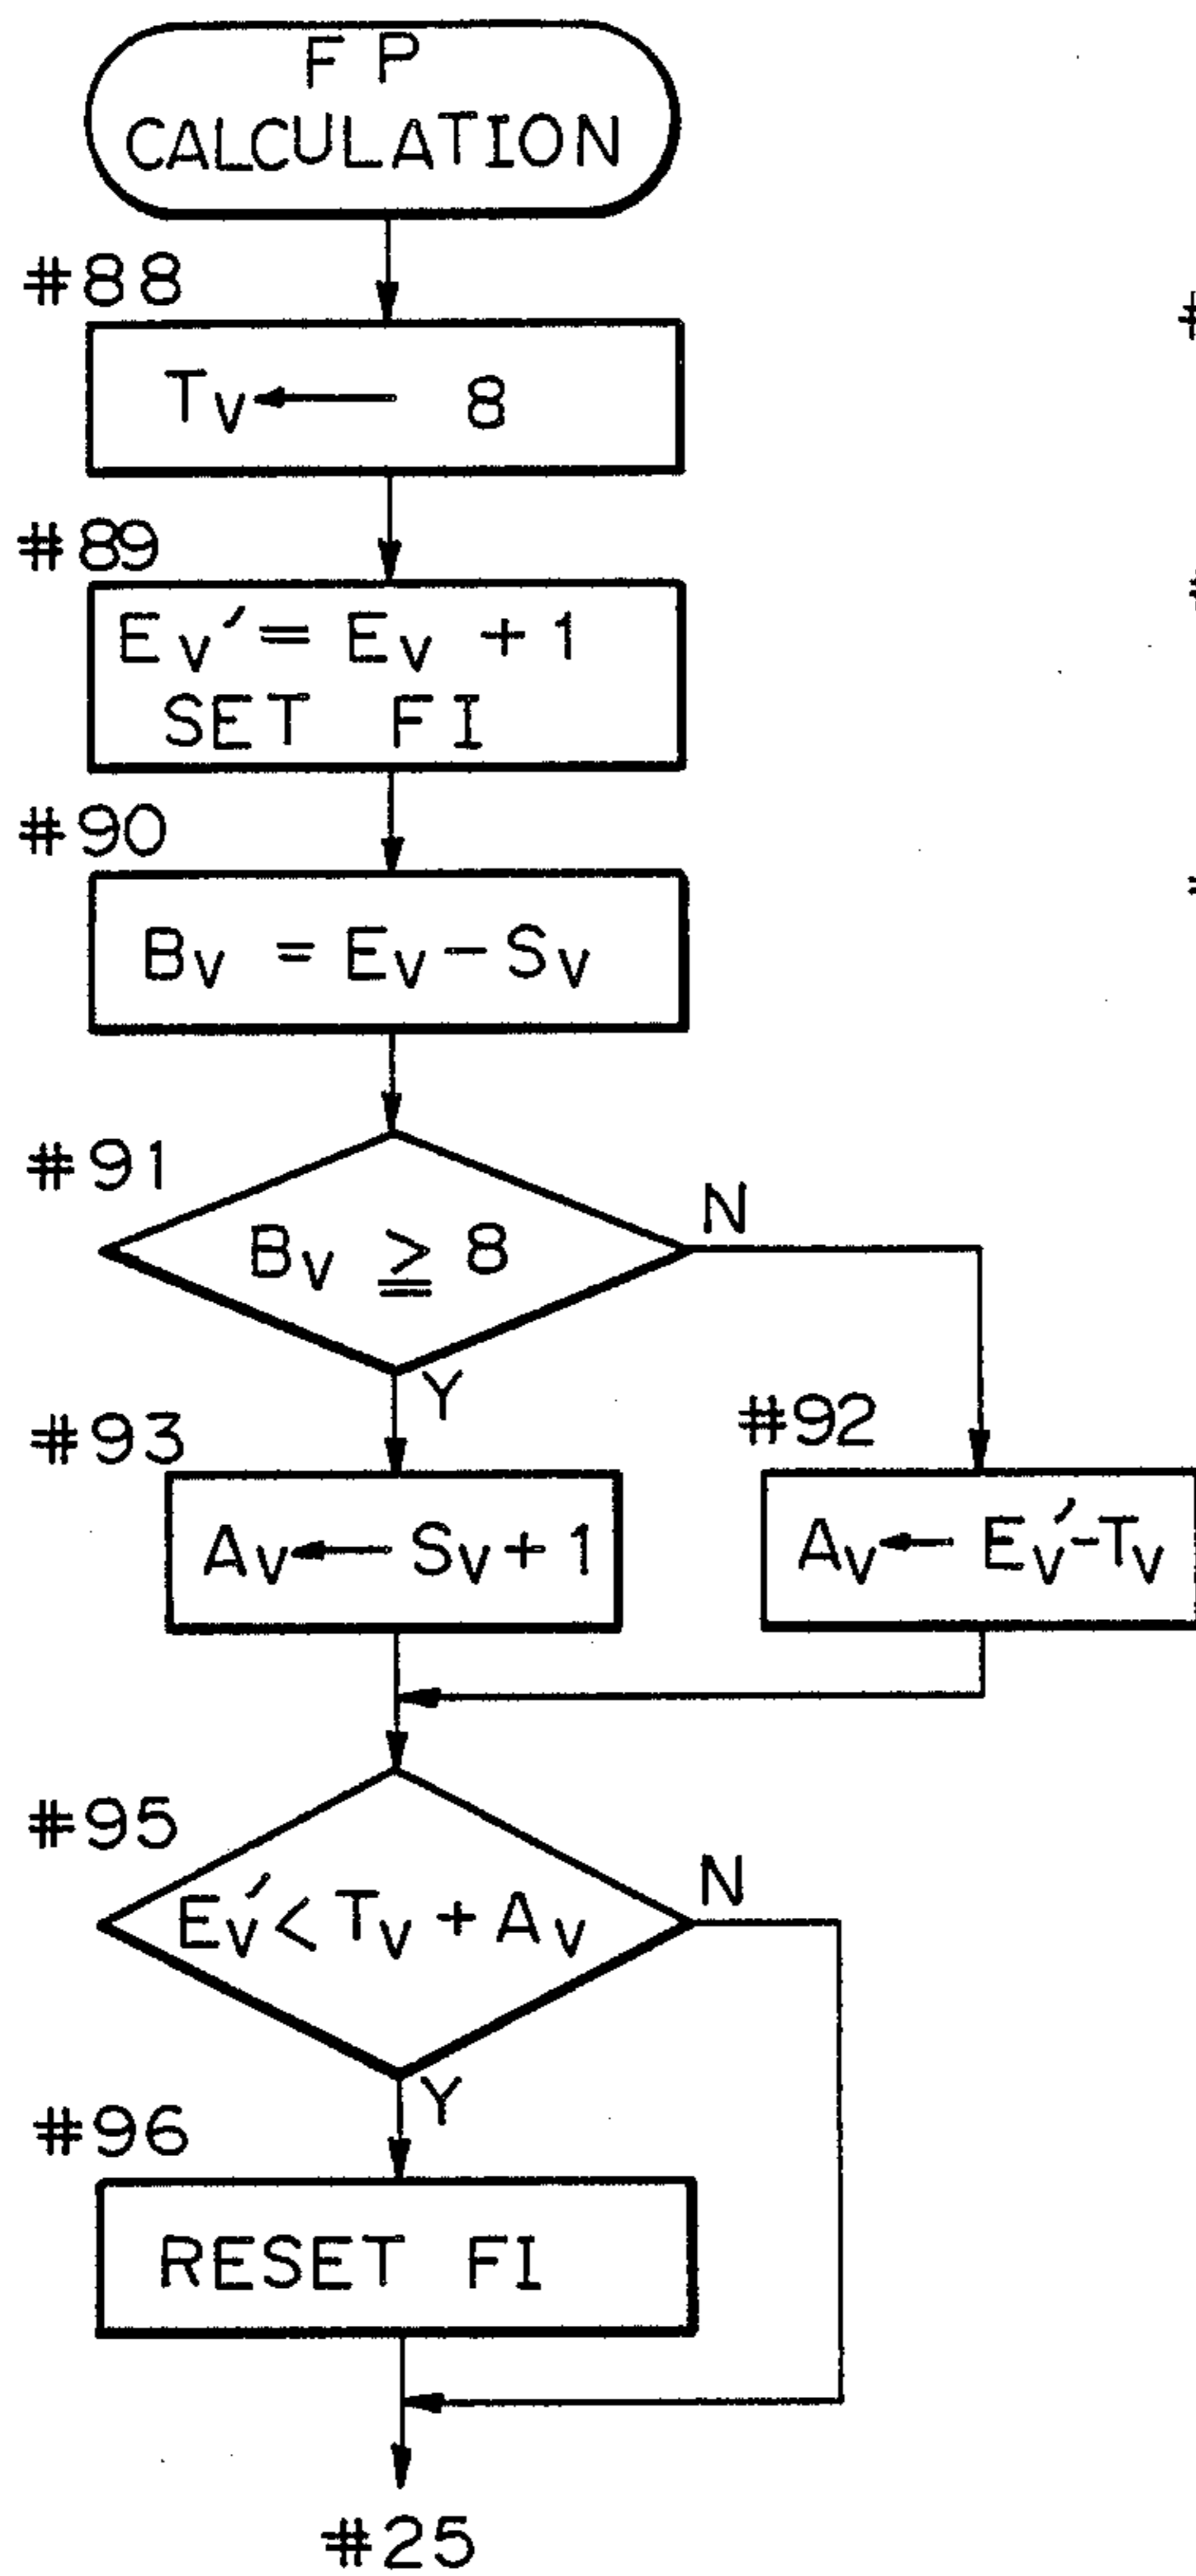 FP
CALCULATION
#88
Tv ← 8
#89
Ev' = Ev + 1
SET FI
#90
Bv = Ev - Sv
#91
Bv ≧ 8
N
Y
#93
#92
Av ← Sv + 1
Av ← Ev' - Tv
#95
Ev' < Tv + Av
N
Y
#96
RESET FI
#25